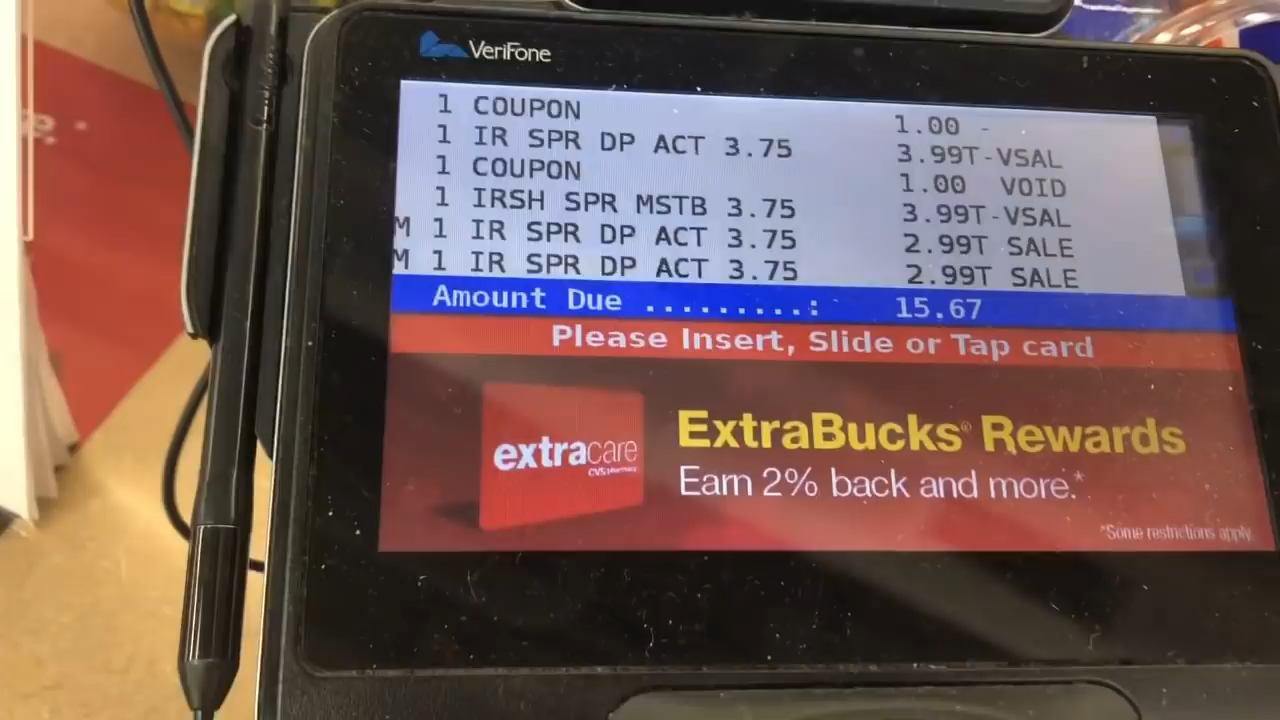 VeriFone
1 COUPON 1.00 -
1 IR SPR DP ACT 3.75 3.99T-VSAL
1 COUPON 1.00 VOID
1 IRSH SPR MSTB 3.75 3.99T-VSAL
M 1 IR SPR DP ACT 3.75 2.99T SALE
M 1 IR SPR DP ACT 3.75 2.99T SALE
Amount Due .........: 15.67
Please Insert, Slide or Tap card
extracare
CVS pharmacy
ExtraBucks® Rewards
Earn 2% back and more.*
*Some restrictions apply.